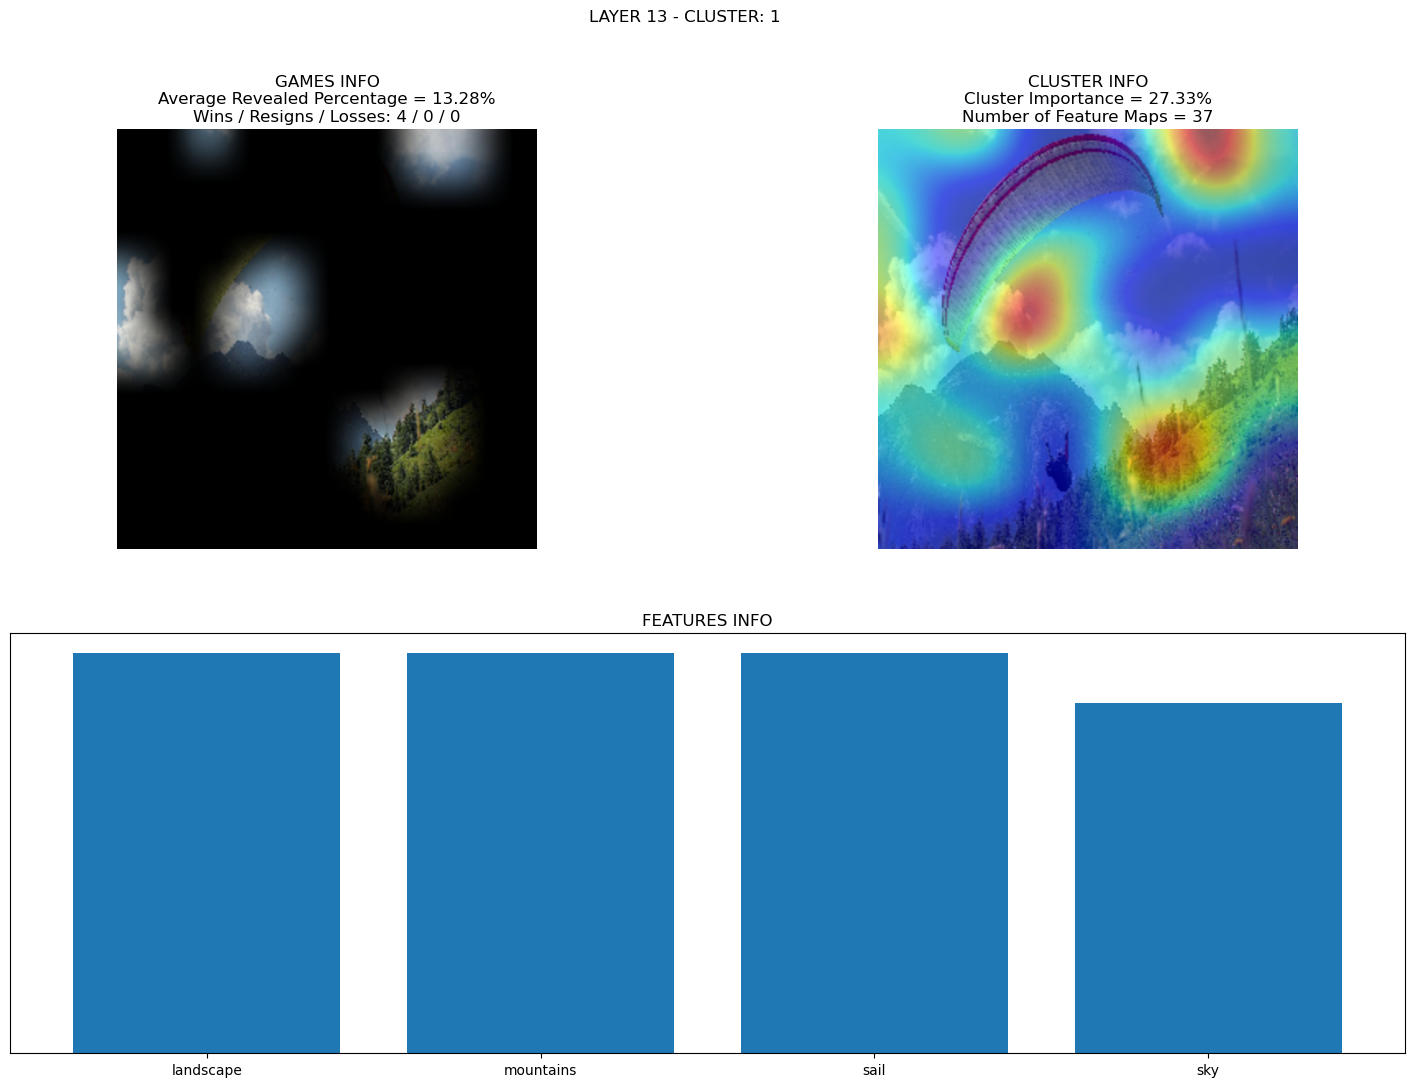 LAYER 13 - CLUSTER: 1
GAMES INFO
Average Revealed Percentage = 13.28%
Wins / Resigns / Losses: 4 / 0 / 0
CLUSTER INFO
Cluster Importance = 27.33%
Number of Feature Maps = 37
FEATURES INFO
landscape
mountains
sail
sky